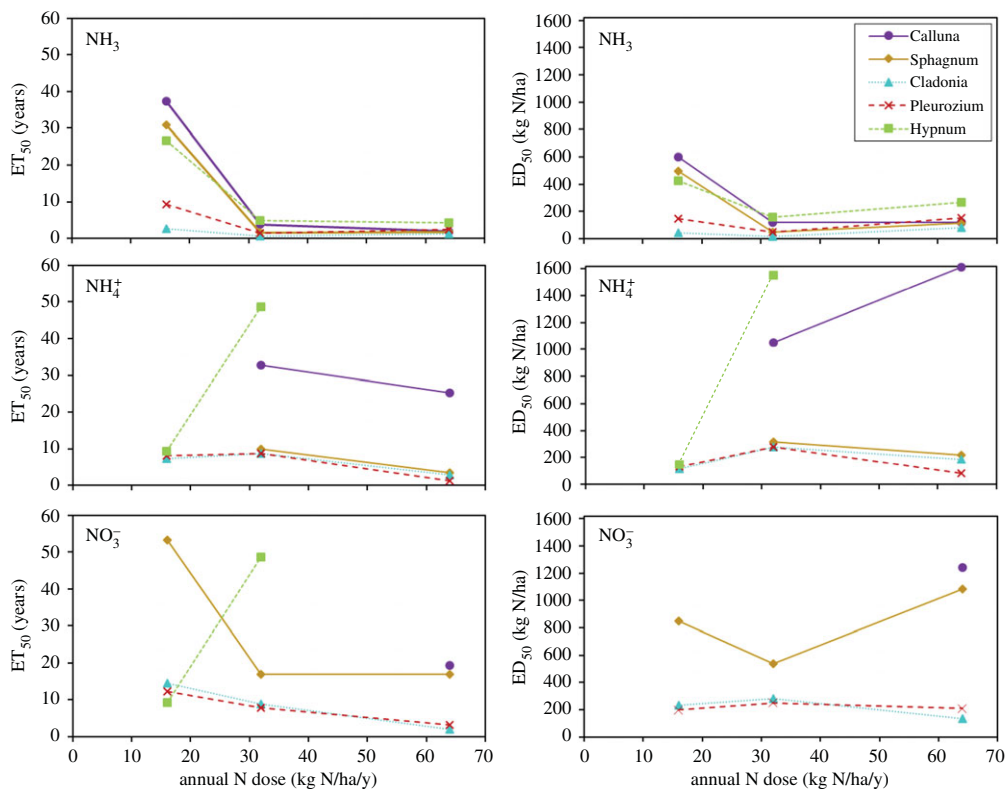 60
50
40
30
20
10
0
ET50 (years)
NH3
1600
1400
1200
1000
800
600
400
200
0
ED50 (kg N/ha)
NH3
Calluna
Sphagnum
Cladonia
Pleurozium
Hypnum
60
50
40
30
20
10
0
ET50 (years)
NH4+
1600
1400
1200
1000
800
600
400
200
0
ED50 (kg N/ha)
NH4+
60
50
40
30
20
10
0
ET50 (years)
NO3−
0 10 20 30 40 50 60 70
annual N dose (kg N/ha/y)
1600
1400
1200
1000
800
600
400
200
0
ED50 (kg N/ha)
NO3−
0 10 20 30 40 50 60 70
annual N dose (kg N/ha/y)